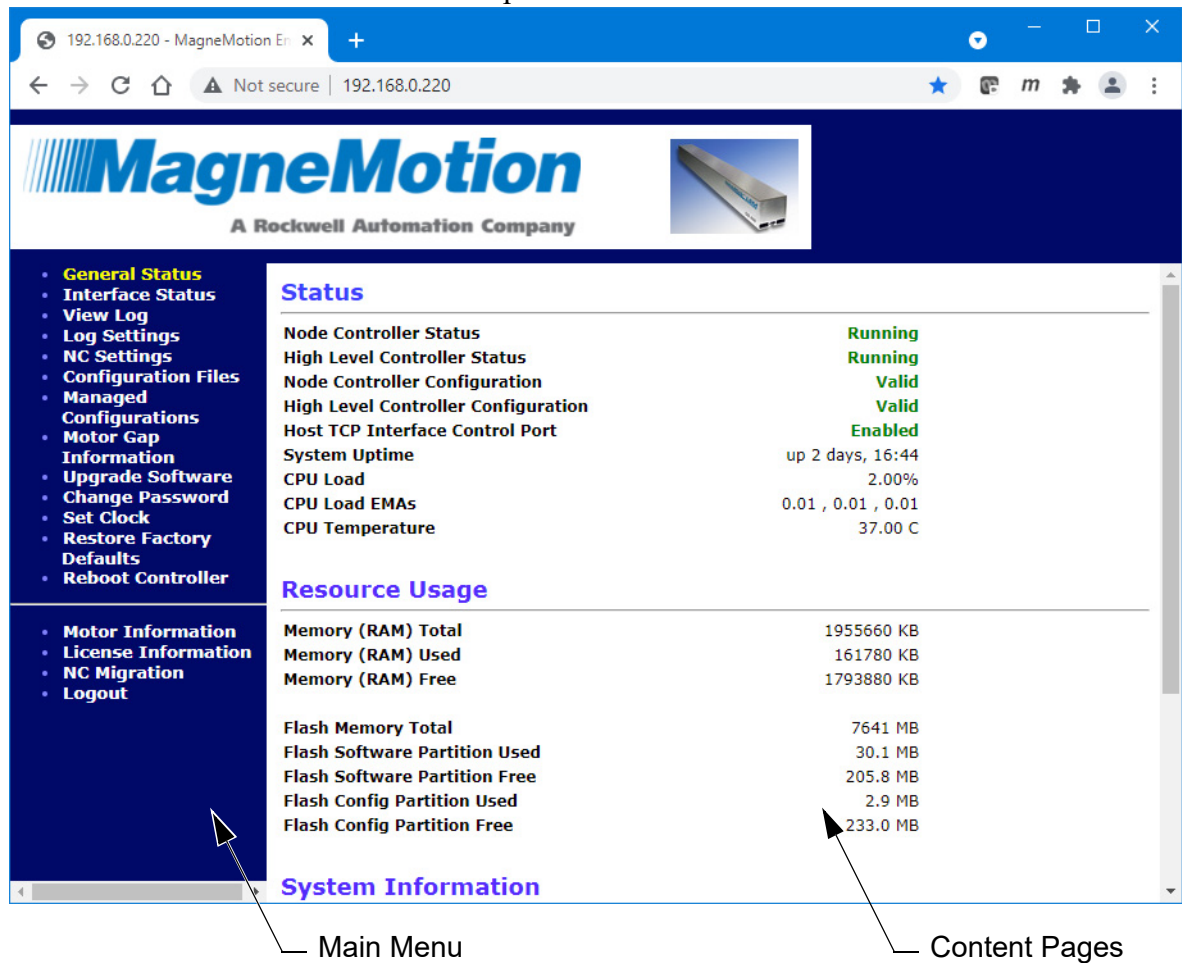 192.168.0.220 - MagneMotion En
Not secure | 192.168.0.220
m
MagneMotion
A Rockwell Automation Company
General Status
Interface Status
View Log
Log Settings
NC Settings
Configuration Files
Managed
Configurations
Motor Gap
Information
Upgrade Software
Change Password
Set Clock
Restore Factory
Defaults
Reboot Controller
Motor Information
License Information
NC Migration
Logout
Status
Node Controller Status Running
High Level Controller Status Running
Node Controller Configuration Valid
High Level Controller Configuration Valid
Host TCP Interface Control Port Enabled
System Uptime up 2 days, 16:44
CPU Load 2.00%
CPU Load EMAs 0.01 , 0.01 , 0.01
CPU Temperature 37.00 C
Resource Usage
Memory (RAM) Total 1955660 KB
Memory (RAM) Used 161780 KB
Memory (RAM) Free 1793880 KB
Flash Memory Total 7641 MB
Flash Software Partition Used 30.1 MB
Flash Software Partition Free 205.8 MB
Flash Config Partition Used 2.9 MB
Flash Config Partition Free 233.0 MB
System Information
Main Menu
Content Pages